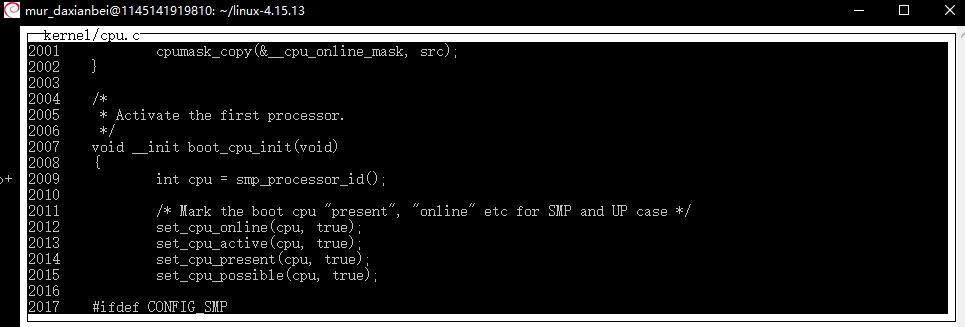 mur_daxianbei@1145141919810: ~/linux-4.15.13
kernel/cpu.c
2001            cpumask_copy(&__cpu_online_mask, src);
2002    }
2003
2004    /*
2005     * Activate the first processor.
2006     */
2007    void __init boot_cpu_init(void)
2008    {
b+ 2009            int cpu = smp_processor_id();
2010
2011            /* Mark the boot cpu "present", "online" etc for SMP and UP case */
2012            set_cpu_online(cpu, true);
2013            set_cpu_active(cpu, true);
2014            set_cpu_present(cpu, true);
2015            set_cpu_possible(cpu, true);
2016
2017    #ifdef CONFIG_SMP